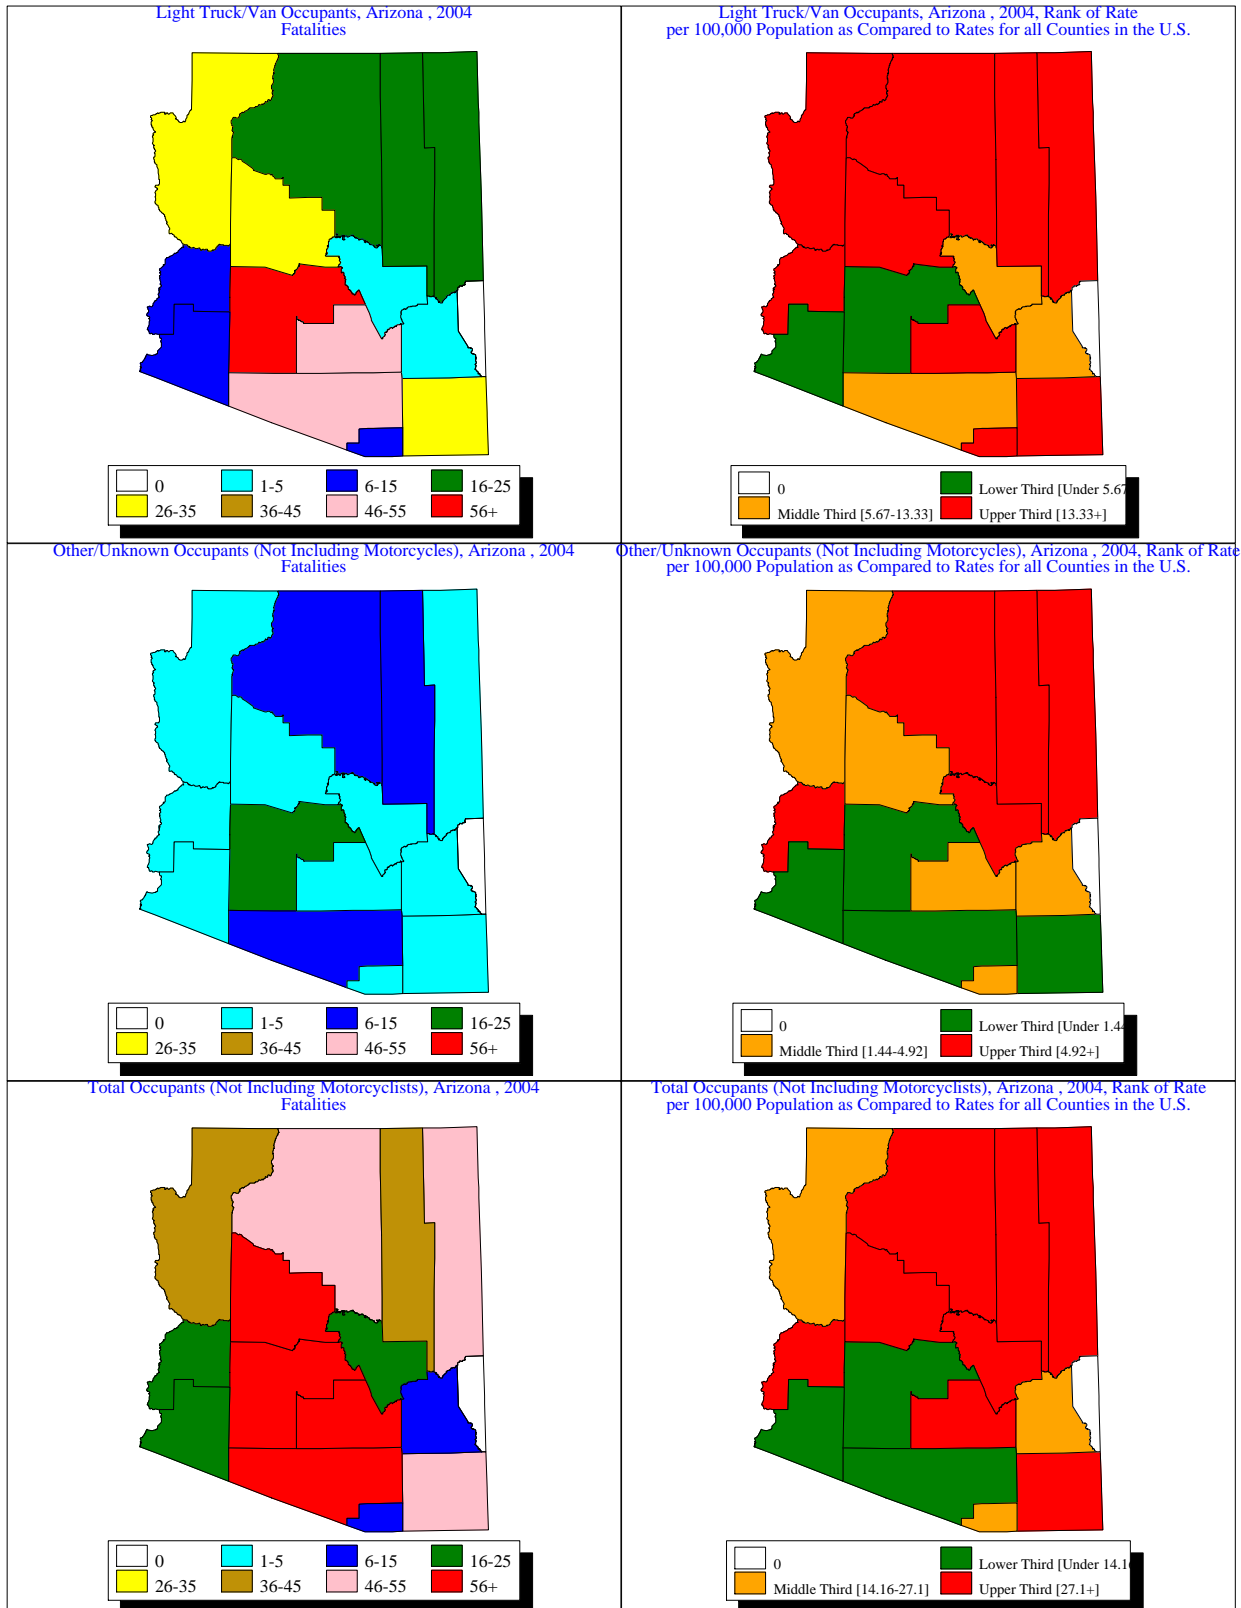 Light Truck/Van Occupants, Arizona , 2004
Fatalities
0
1-5
6-15
16-25
26-35
36-45
46-55
56+
Light Truck/Van Occupants, Arizona , 2004, Rank of Rate
per 100,000 Population as Compared to Rates for all Counties in the U.S.
0
Lower Third [Under 5.67
Middle Third [5.67-13.33]
Upper Third [13.33+]
Other/Unknown Occupants (Not Including Motorcycles), Arizona , 2004
Fatalities
0
1-5
6-15
16-25
26-35
36-45
46-55
56+
Other/Unknown Occupants (Not Including Motorcycles), Arizona , 2004, Rank of Rate
per 100,000 Population as Compared to Rates for all Counties in the U.S.
0
Lower Third [Under 1.44
Middle Third [1.44-4.92]
Upper Third [4.92+]
Total Occupants (Not Including Motorcyclists), Arizona , 2004
Fatalities
0
1-5
6-15
16-25
26-35
36-45
46-55
56+
Total Occupants (Not Including Motorcyclists), Arizona , 2004, Rank of Rate
per 100,000 Population as Compared to Rates for all Counties in the U.S.
0
Lower Third [Under 14.16
Middle Third [14.16-27.1]
Upper Third [27.1+]